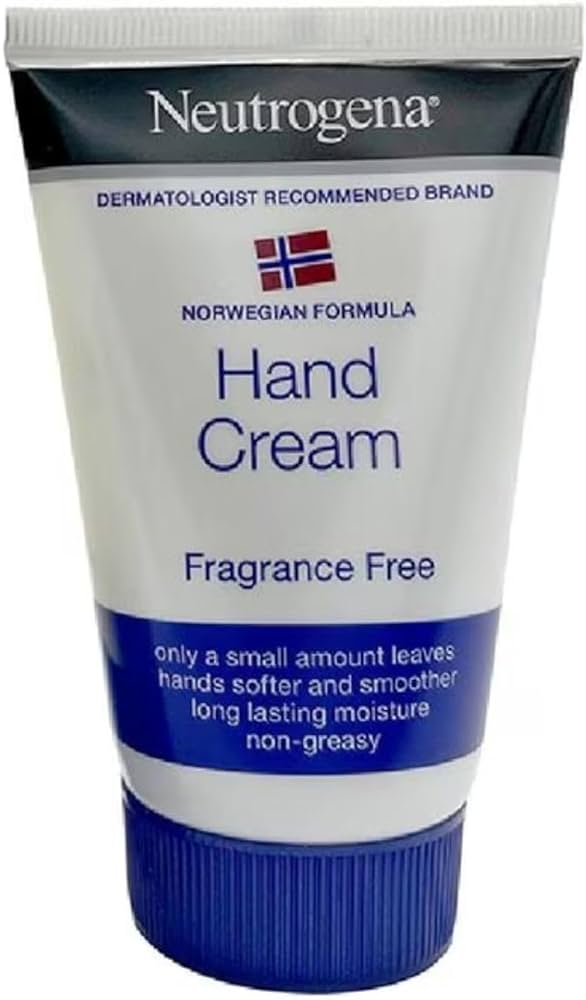 Neutrogena®
DERMATOLOGIST RECOMMENDED BRAND
NORWEGIAN FORMULA
Hand
Cream
Fragrance Free
only a small amount leaves
hands softer and smoother
long lasting moisture
non-greasy